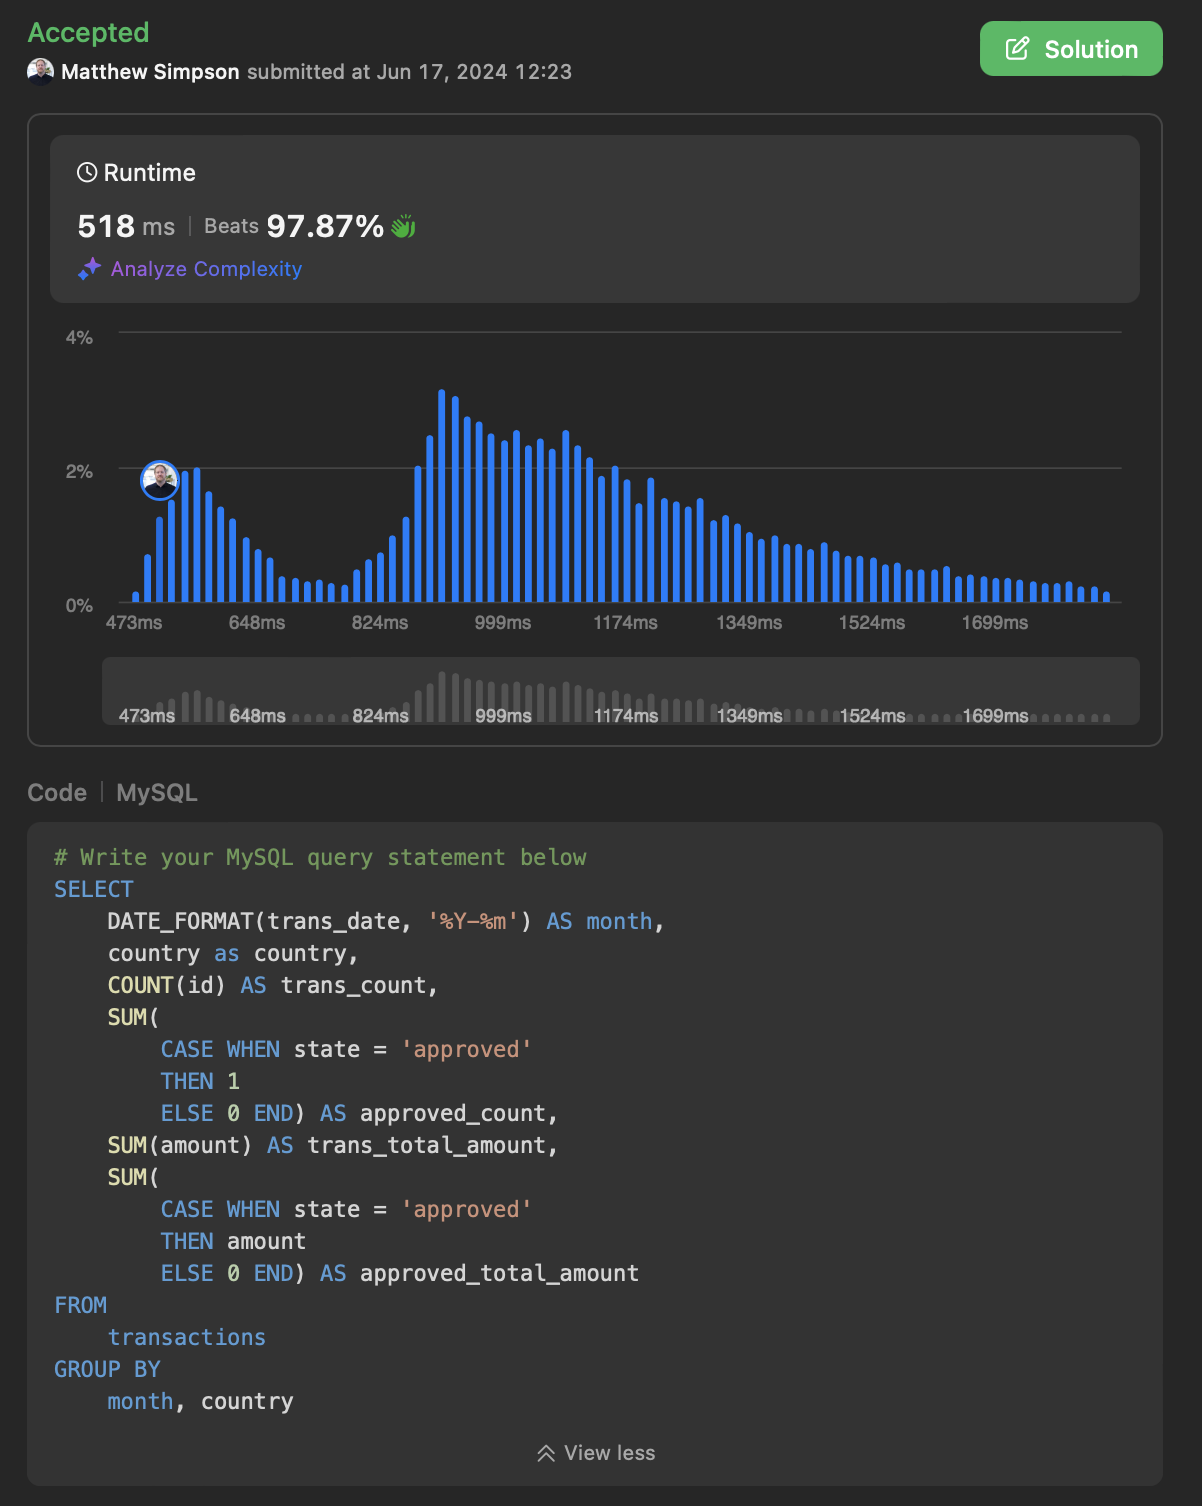 Accepted
Solution
Matthew Simpson submitted at Jun 17, 2024 12:23
Runtime
518 ms | Beats 97.87%
Analyze Complexity
4%
2%
0%
473ms 648ms 824ms 999ms 1174ms 1349ms 1524ms 1699ms
473ms 648ms 824ms 999ms 1174ms 1349ms 1524ms 1699ms
Code | MySQL
# Write your MySQL query statement below
SELECT
    DATE_FORMAT(trans_date, '%Y-%m') AS month,
    country as country,
    COUNT(id) AS trans_count,
    SUM(
        CASE WHEN state = 'approved'
        THEN 1
        ELSE 0 END) AS approved_count,
    SUM(amount) AS trans_total_amount,
    SUM(
        CASE WHEN state = 'approved'
        THEN amount
        ELSE 0 END) AS approved_total_amount
FROM
    transactions
GROUP BY
    month, country
View less